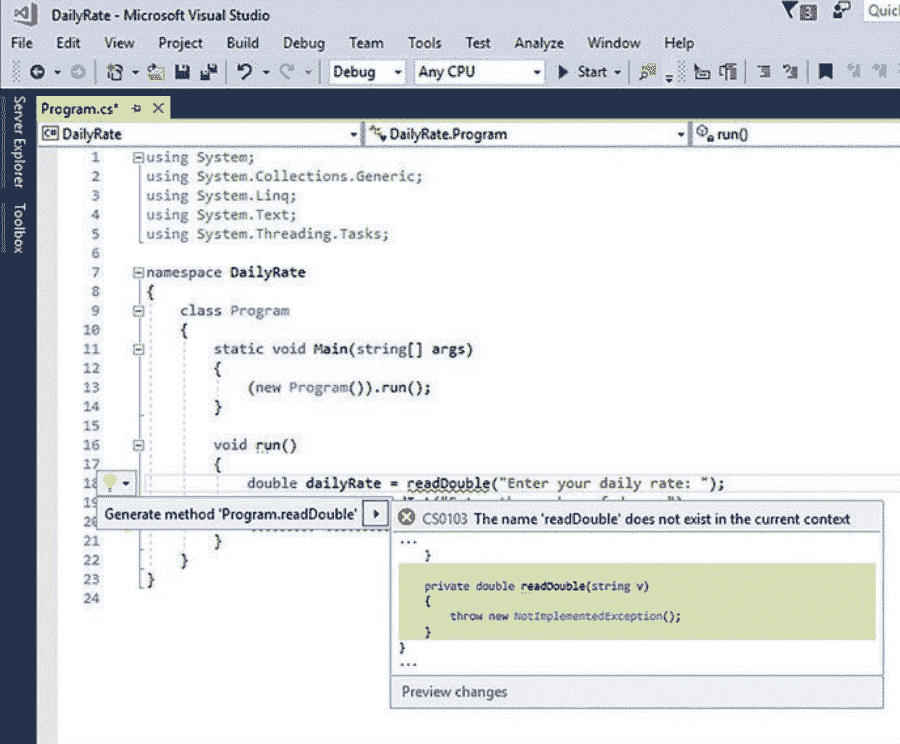 DailyRate - Microsoft Visual Studio
Quic
File Edit View Project Build Debug Team Tools Test Analyze Window Help
Debug Any CPU Start
Server Explorer
Toolbox
Program.cs*
C# DailyRate DailyRate.Program run()
1 using System;
2 using System.Collections.Generic;
3 using System.Linq;
4 using System.Text;
5 using System.Threading.Tasks;
6
7 namespace DailyRate
8 {
9 class Program
10 {
11 static void Main(string[] args)
12 {
13 (new Program()).run();
14 }
15
16 void run()
17 {
18 double dailyRate = readDouble("Enter your daily rate: ");
19
Generate method 'Program.readDouble'
20
21 }
22 }
23 }
24
CS0103 The name 'readDouble' does not exist in the current context
...
}
private double readDouble(string v)
{
throw new NotImplementedException();
}
}
...
Preview changes